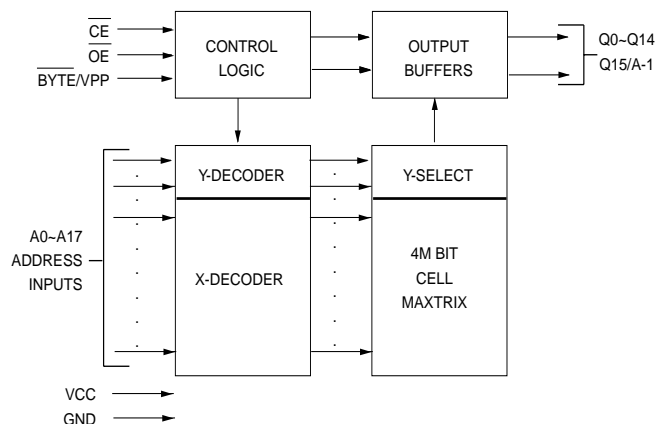 CE
OE
BYTE/VPP
CONTROL
LOGIC
OUTPUT
BUFFERS
Q0~Q14
Q15/A-1
A0~A17
ADDRESS
INPUTS
Y-DECODER
X-DECODER
Y-SELECT
4M BIT
CELL
MAXTRIX
VCC
GND